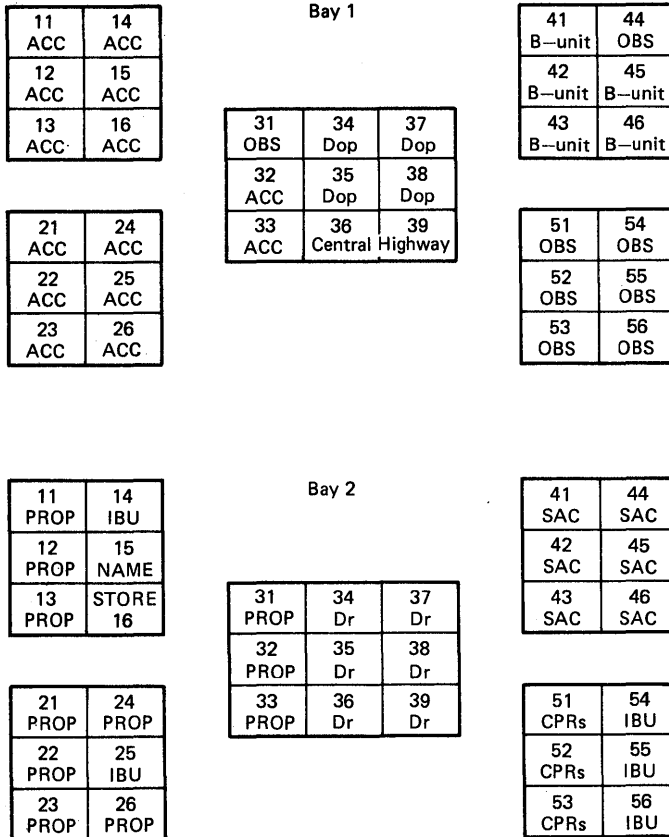 Bay 1
11 14
ACC ACC
12 15
ACC ACC
13 16
ACC ACC
21 24
ACC ACC
22 25
ACC ACC
23 26
ACC ACC
31 34 37
OBS Dop Dop
32 35 38
ACC Dop Dop
33 36 39
ACC Central Highway
41 44
B—unit OBS
42 45
B—unit B—unit
43 46
B—unit B—unit
51 54
OBS OBS
52 55
OBS OBS
53 56
OBS OBS
Bay 2
11 14
PROP IBU
12 15
PROP NAME
13 STORE
PROP 16
21 24
PROP PROP
22 25
PROP IBU
23 26
PROP PROP
31 34 37
PROP Dr Dr
32 35 38
PROP Dr Dr
33 36 39
PROP Dr Dr
41 44
SAC SAC
42 45
SAC SAC
43 46
SAC SAC
51 54
CPRs IBU
52 55
CPRs IBU
53 56
CPRs IBU